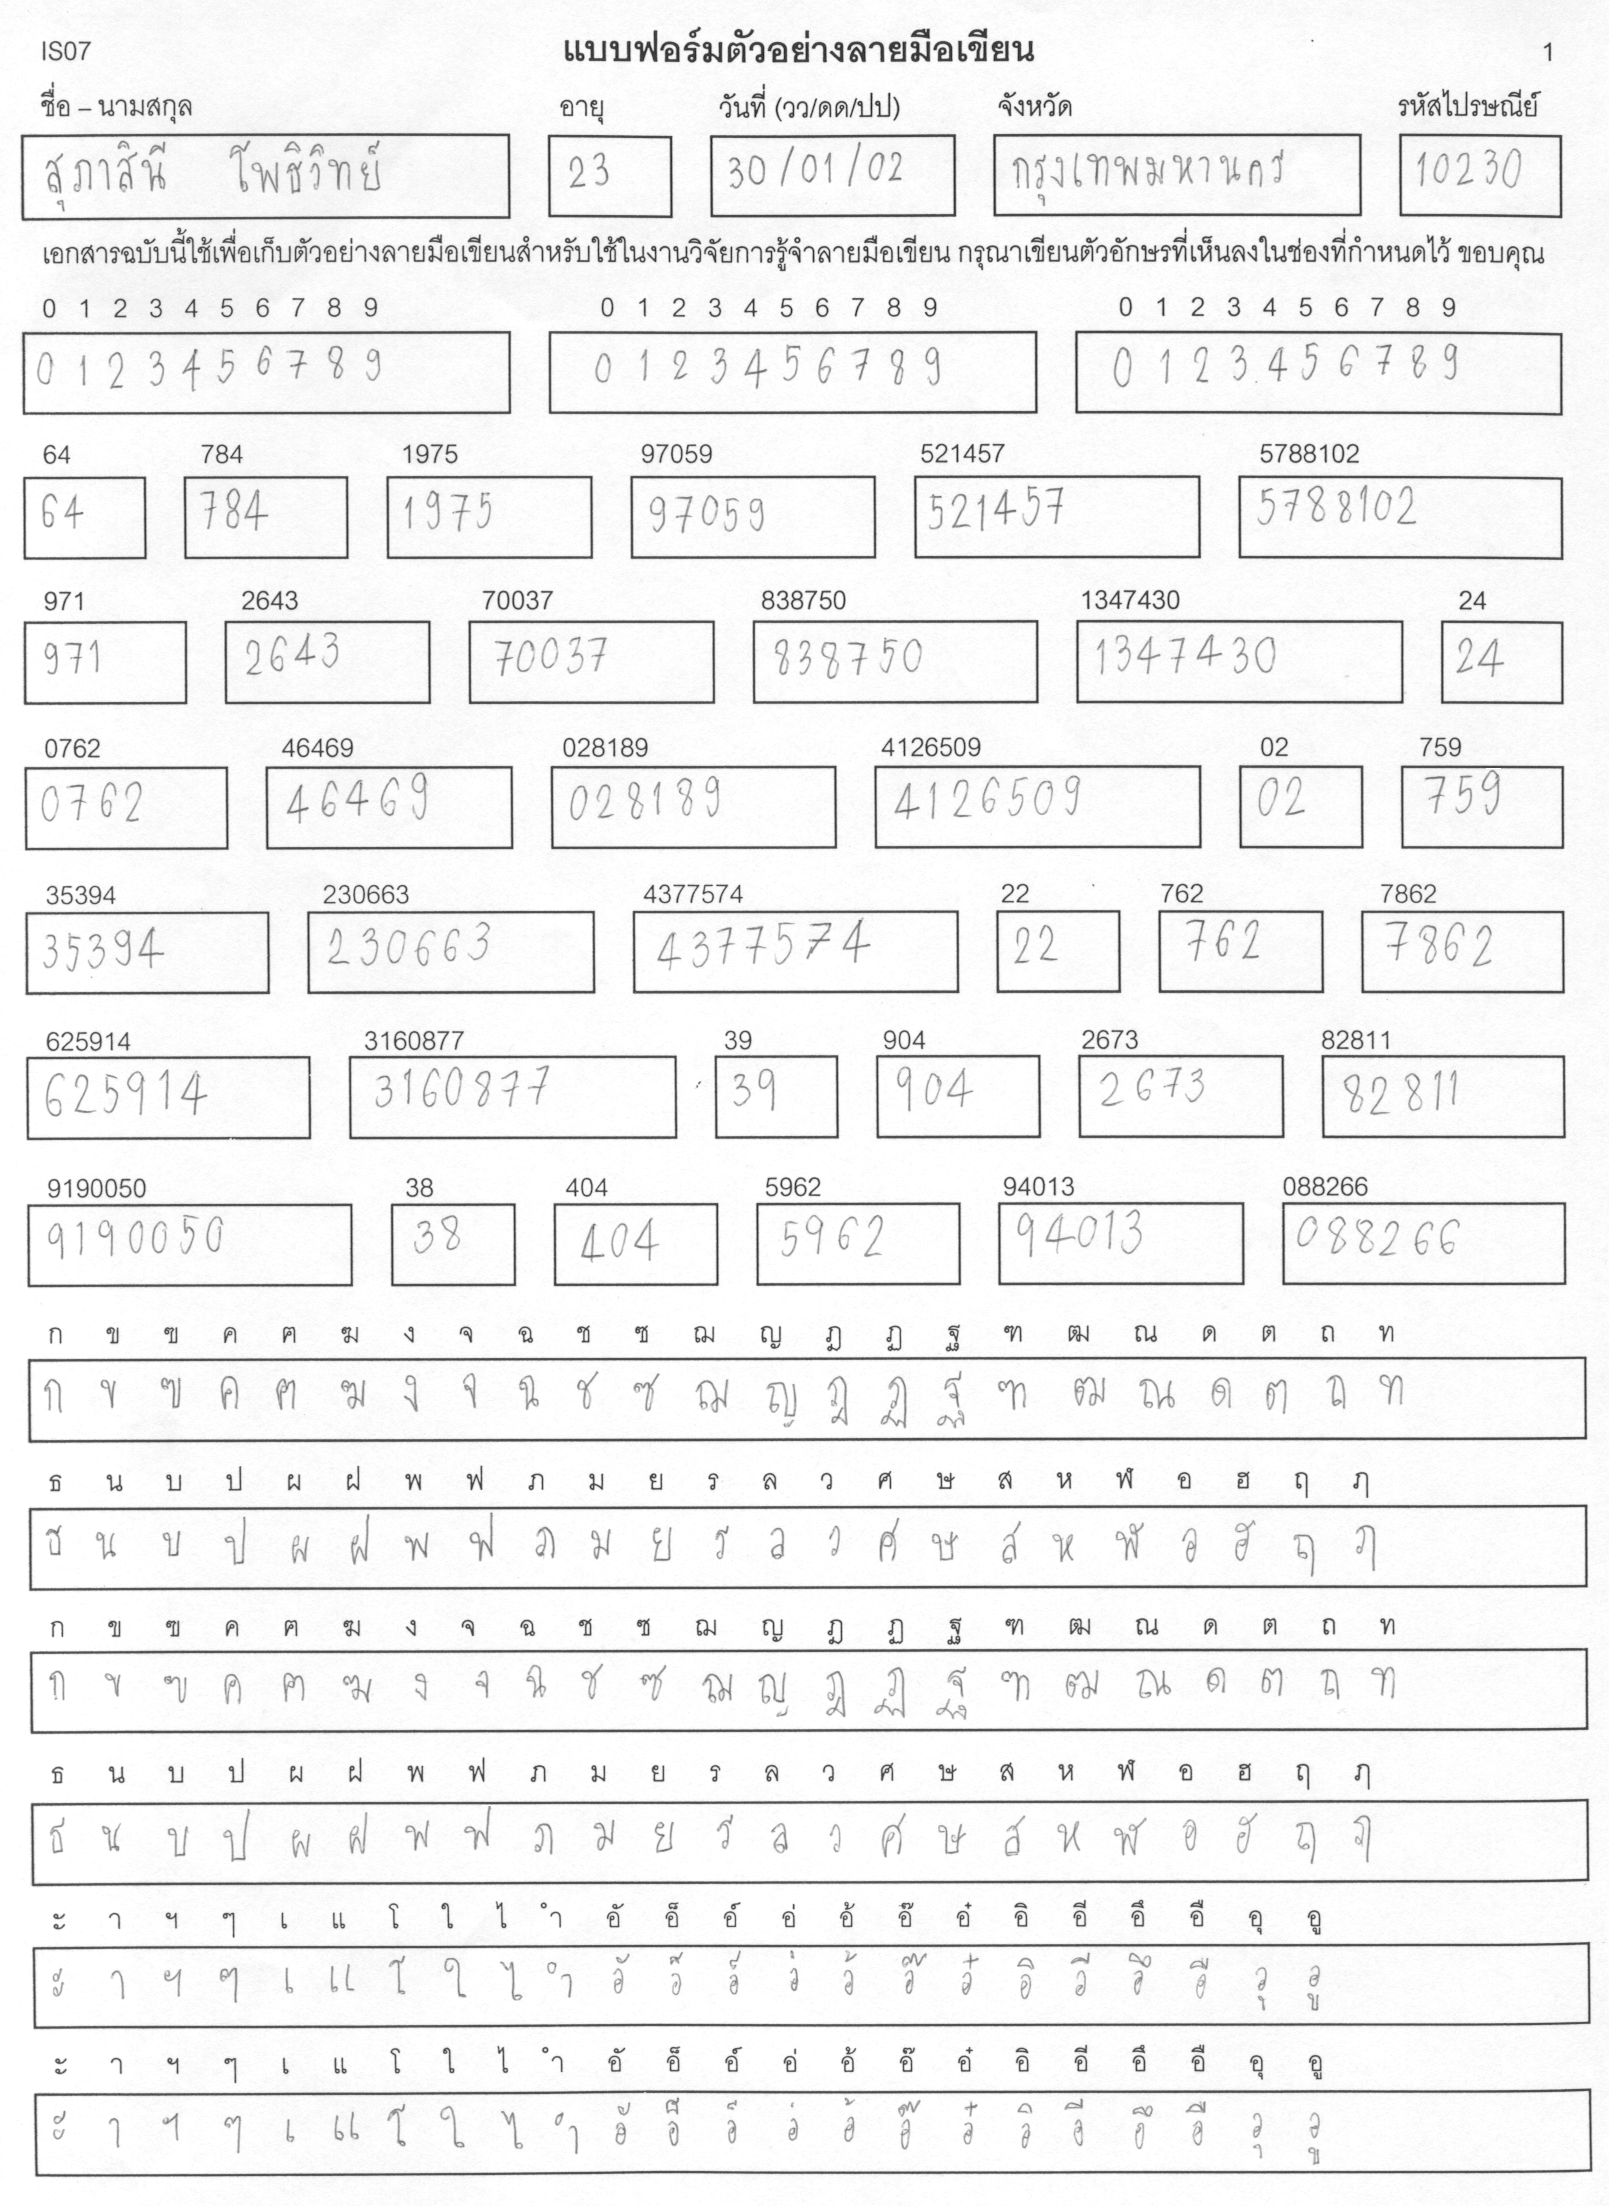 IS07 แบบฟอร์มตัวอย่างลายมือเขียน 1
ชื่อ – นามสกุล อายุ วันที่ (วว/ดด/ปป) จังหวัด รหัสไปรษณีย์
สุภาสินี โพธิวิทย์ 23 30/01/02 กรุงเทพมหานคร 10230
เอกสารฉบับนี้ใช้เพื่อเก็บตัวอย่างลายมือเขียนสำหรับใช้ในงานวิจัยการรู้จำลายมือเขียน กรุณาเขียนตัวอักษรที่เห็นลงในช่องที่กำหนดไว้ ขอบคุณ
0 1 2 3 4 5 6 7 8 9 0 1 2 3 4 5 6 7 8 9 0 1 2 3 4 5 6 7 8 9
0 1 2 3 4 5 6 7 8 9 0 1 2 3 4 5 6 7 8 9 0 1 2 3 4 5 6 7 8 9
64 784 1975 97059 521457 5788102
64 784 1975 97059 521457 5788102
971 2643 70037 838750 1347430 24
971 2643 70037 838750 1347430 24
0762 46469 028189 4126509 02 759
0762 46469 028189 4126509 02 759
35394 230663 4377574 22 762 7862
35394 230663 4377574 22 762 7862
625914 3160877 39 904 2673 82811
625914 3160877 39 904 2673 82811
9190050 38 404 5962 94013 088266
9190050 38 404 5962 94013 088266
ก ข ฃ ค ฅ ฆ ง จ ฉ ช ซ ฌ ญ ฎ ฏ ฐ ฑ ฒ ณ ด ต ถ ท
ก ข ฃ ค ฅ ฆ ง จ ฉ ช ซ ฌ ญ ฎ ฏ ฐ ฑ ฒ ณ ด ต ถ ท
ธ น บ ป ผ ฝ พ ฟ ภ ม ย ร ล ว ศ ษ ส ห ฬ อ ฮ ฤ ฦ
ธ น บ ป ผ ฝ พ ฟ ภ ม ย ร ล ว ศ ษ ส ห ฬ อ ฮ ฤ ฦ
ก ข ฃ ค ฅ ฆ ง จ ฉ ช ซ ฌ ญ ฎ ฏ ฐ ฑ ฒ ณ ด ต ถ ท
ก ข ฃ ค ฅ ฆ ง จ ฉ ช ซ ฌ ญ ฎ ฏ ฐ ฑ ฒ ณ ด ต ถ ท
ธ น บ ป ผ ฝ พ ฟ ภ ม ย ร ล ว ศ ษ ส ห ฬ อ ฮ ฤ ฦ
ธ น บ ป ผ ฝ พ ฟ ภ ม ย ร ล ว ศ ษ ส ห ฬ อ ฮ ฤ ฦ
ะ า ฯ ๆ เ แ โ ใ ไ ำ อั อ็ อ์ อ่ อ้ อ๊ อ๋ อิ อี อึ อื อุ อู
ะ า ฯ ๆ เ แ โ ใ ไ ำ อั อ็ อ์ อ่ อ้ อ๊ อ๋ อิ อี อึ อื อุ อู
ะ า ฯ ๆ เ แ โ ใ ไ ำ อั อ็ อ์ อ่ อ้ อ๊ อ๋ อิ อี อึ อื อุ อู
ะ า ฯ ๆ เ แ โ ใ ไ ำ อั อ็ อ์ อ่ อ้ อ๊ อ๋ อิ อี อึ อื อุ อู